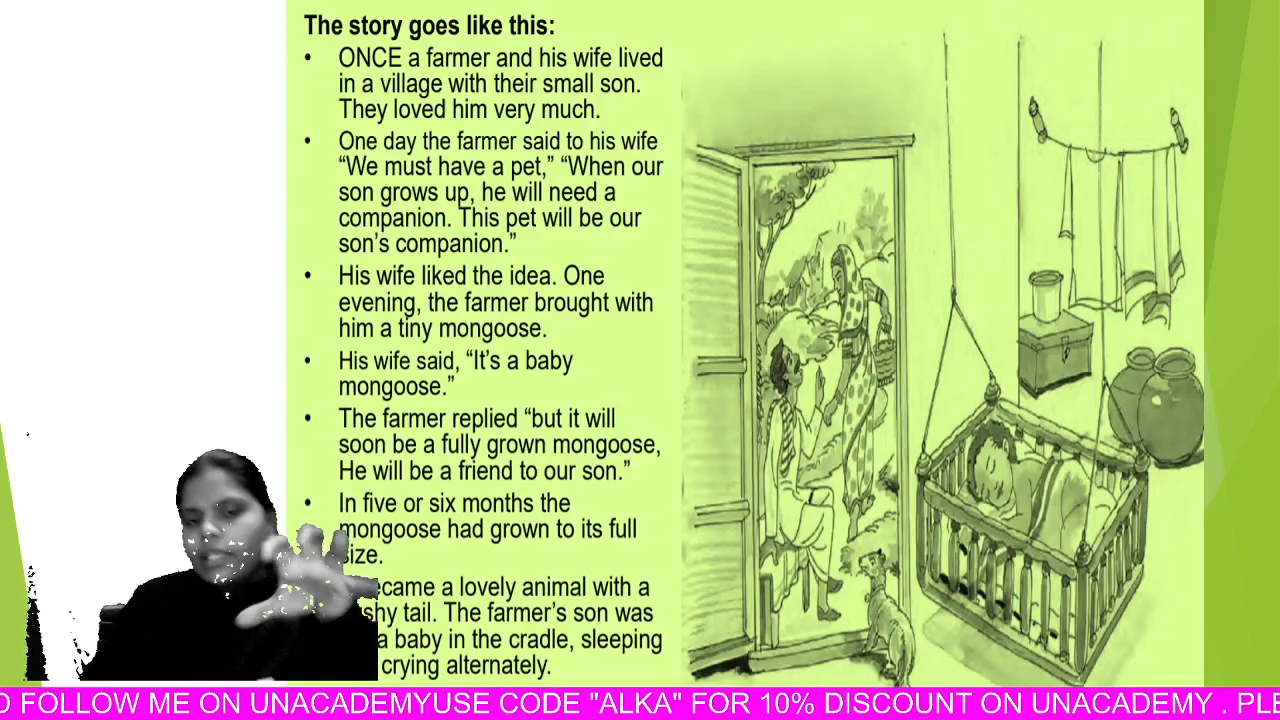 The story goes like this:
• ONCE a farmer and his wife lived
in a village with their small son.
They loved him very much.
• One day the farmer said to his wife
“We must have a pet,” “When our
son grows up, he will need a
companion. This pet will be our
son’s companion.”
• His wife liked the idea. One
evening, the farmer brought with
him a tiny mongoose.
• His wife said, “It’s a baby
mongoose.”
• The farmer replied “but it will
soon be a fully grown mongoose,
He will be a friend to our son.”
• In five or six months the
mongoose had grown to its full
size.
lovely animal with a
tail. The farmer’s son was
a baby in the cradle, sleeping
crying alternately.
FOLLOW ME ON UNACADEMYUSE CODE "ALKA" FOR 10% DISCOUNT ON UNACADEMY .